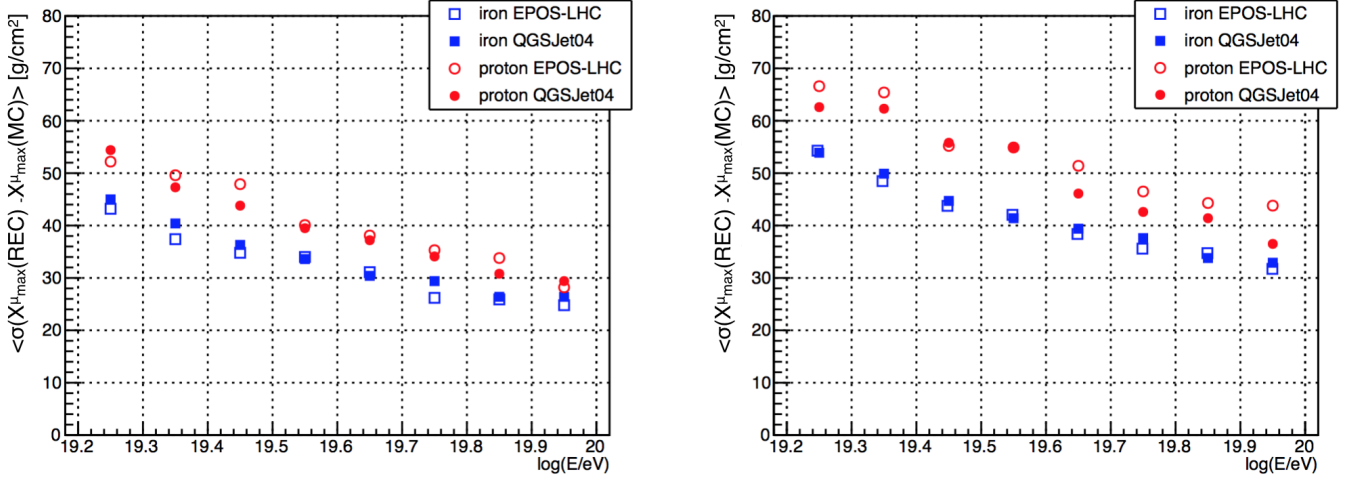 80
70
60
50
40
30
20
10
0
<σ(Xμmax(REC) -Xμmax(MC)> [g/cm²]
iron EPOS-LHC
iron QGSJet04
proton EPOS-LHC
proton QGSJet04
19.2 19.3 19.4 19.5 19.6 19.7 19.8 19.9 20
log(E/eV)
80
70
60
50
40
30
20
10
0
<σ(Xμmax(REC) -Xμmax(MC)> [g/cm²]
iron EPOS-LHC
iron QGSJet04
proton EPOS-LHC
proton QGSJet04
19.2 19.3 19.4 19.5 19.6 19.7 19.8 19.9 20
log(E/eV)